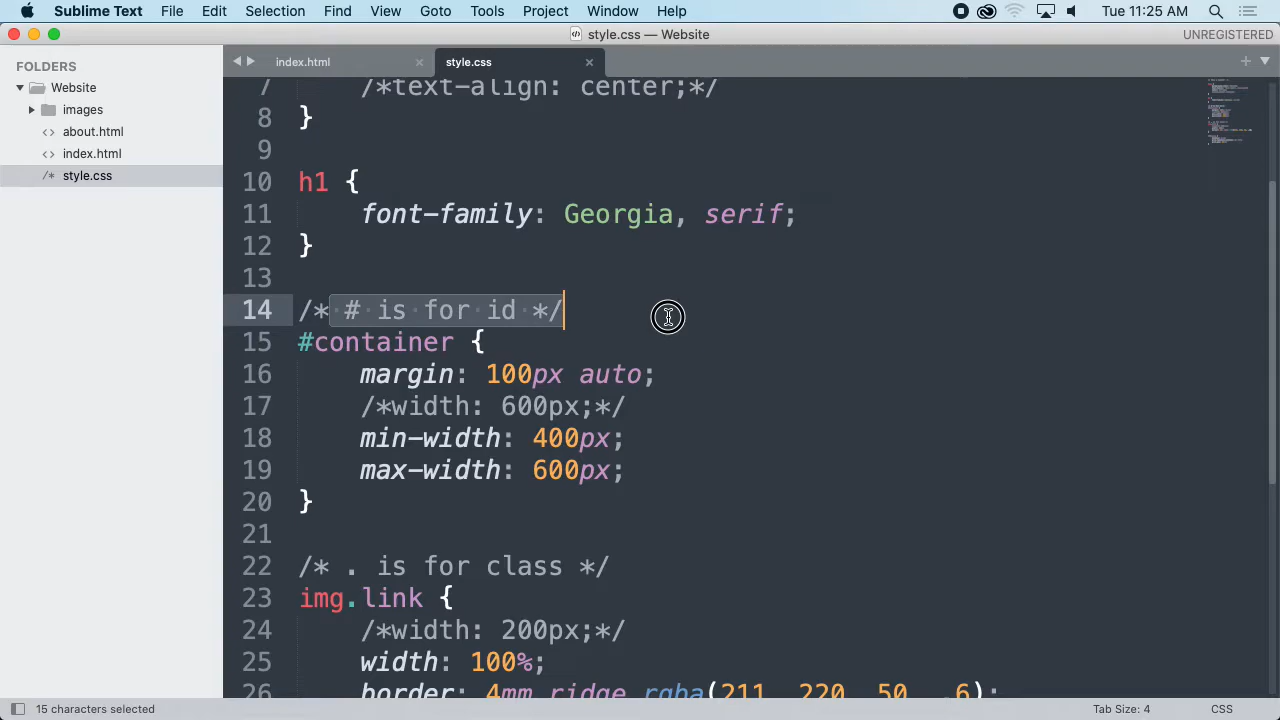 Sublime Text File Edit Selection Find View Goto Tools Project Window Help Tue 11:25 AM
style.css — Website UNREGISTERED
FOLDERS
Website
images
about.html
index.html
style.css
index.html style.css
7 /*text-align: center;*/
8 }
9
10 h1 {
11 font-family: Georgia, serif;
12 }
13
14 /* # is for id */
15 #container {
16 margin: 100px auto;
17 /*width: 600px;*/
18 min-width: 400px;
19 max-width: 600px;
20 }
21
22 /* . is for class */
23 img.link {
24 /*width: 200px;*/
25 width: 100%;
26 border: 4mm ridge rgba(211, 220, 50, .6);
15 characters selected Tab Size: 4 CSS